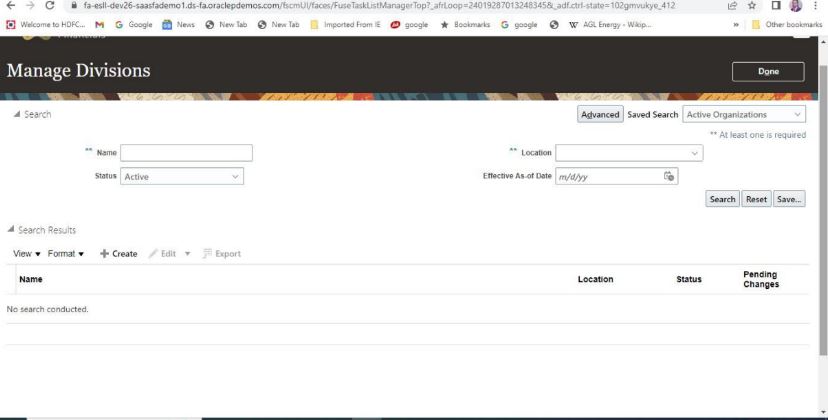 fa-esll-dev26-saasfademo1.ds-fa.oraclepdemos.com/fscmUI/faces/FuseTaskListManagerTop?_afrLoop=24019287013248345&_adf.ctrl-state=102gmvukye_412
Welcome to HDFC... Google News New Tab New Tab Imported From IE google Bookmarks google W AGL Energy - Wikip... » Other bookmarks
Financials
Manage Divisions
Done
Search Advanced Saved Search Active Organizations
** At least one is required
** Name ** Location
Status Active Effective As-of Date m/d/yy
Search Reset Save...
Search Results
View Format Create Edit Export
Name Location Status Pending Changes
No search conducted.